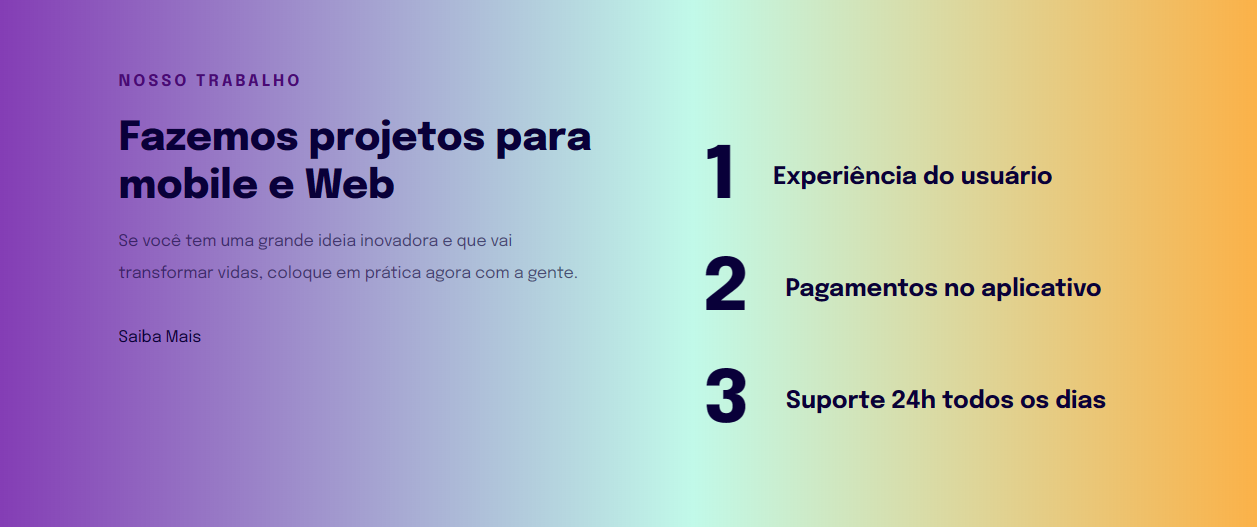 NOSSO TRABALHO
Fazemos projetos para
mobile e Web
Se você tem uma grande ideia inovadora e que vai
transformar vidas, coloque em prática agora com a gente.
Saiba Mais
1 Experiência do usuário
2 Pagamentos no aplicativo
3 Suporte 24h todos os dias